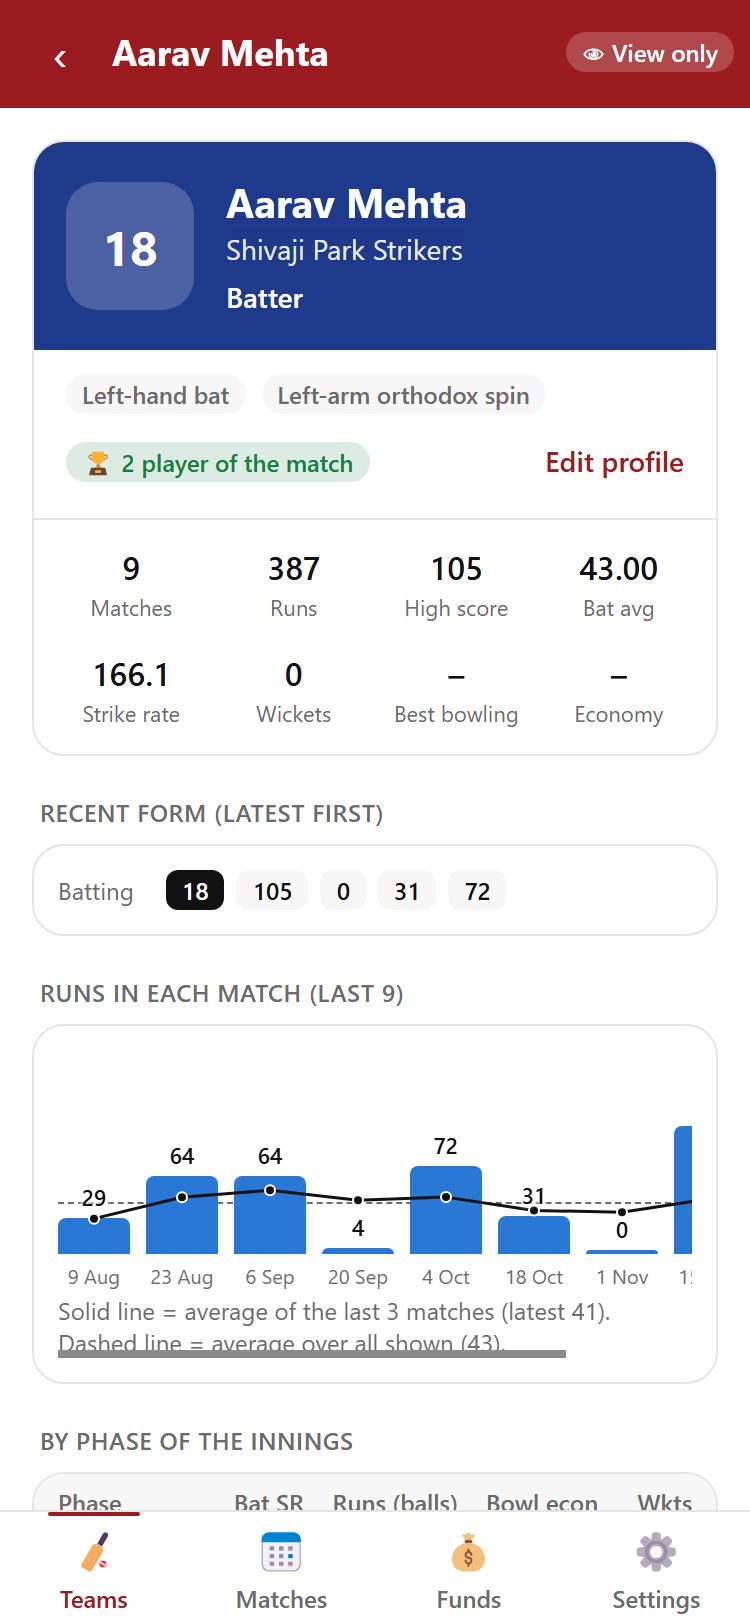 ‹ Aarav Mehta View only
18
Aarav Mehta
Shivaji Park Strikers
Batter
Left-hand bat Left-arm orthodox spin
2 player of the match Edit profile
9 387 105 43.00
Matches Runs High score Bat avg
166.1 0 – –
Strike rate Wickets Best bowling Economy
RECENT FORM (LATEST FIRST)
Batting 18 105 0 31 72
RUNS IN EACH MATCH (LAST 9)
29 64 64 4 72 31 0
9 Aug 23 Aug 6 Sep 20 Sep 4 Oct 18 Oct 1 Nov
Solid line = average of the last 3 matches (latest 41).
Dashed line = average over all shown (43).
BY PHASE OF THE INNINGS
Phase Bat SR Runs (balls) Bowl econ Wkts
Teams Matches Funds Settings